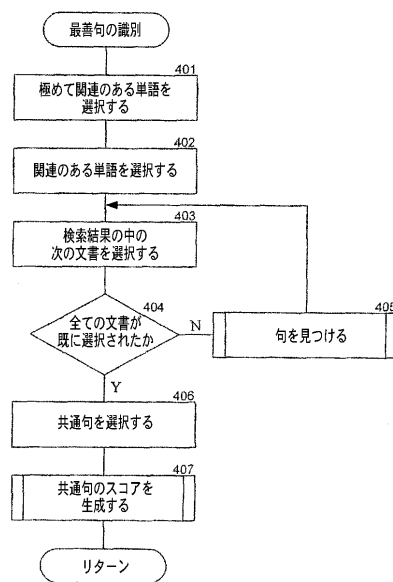 最善句の識別
401
極めて関連のある単語を
選択する
402
関連のある単語を選択する
403
検索結果の中の
次の文書を選択する
404
全ての文書が
既に選択されたか
N
405
句を見つける
Y
406
共通句を選択する
407
共通句のスコアを
生成する
リターン